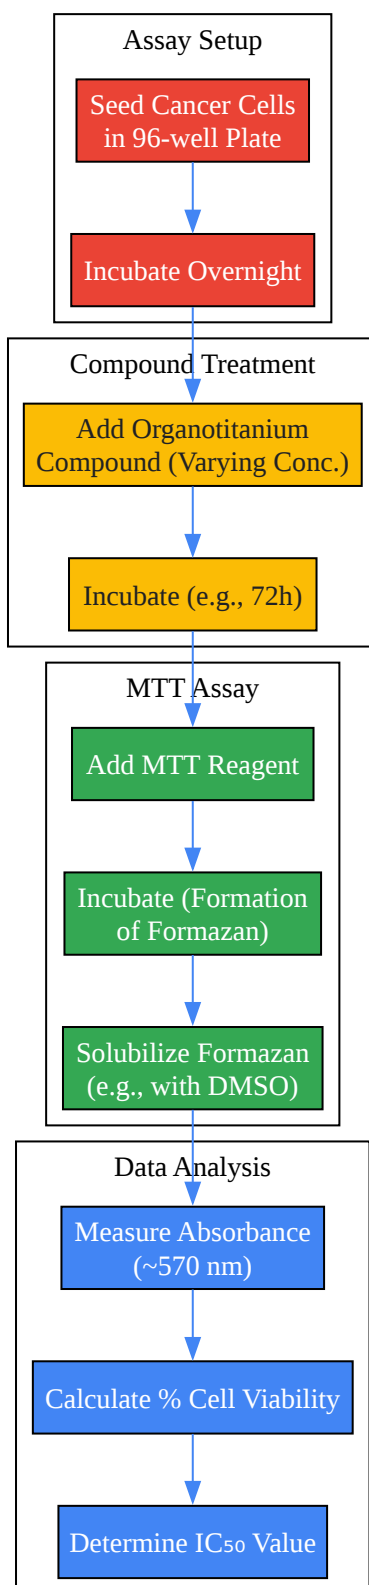 Assay Setup
Seed Cancer Cells
in 96-well Plate
Incubate Overnight
Compound Treatment
Add Organotitanium
Compound (Varying Conc.)
Incubate (e.g., 72h)
MTT Assay
Add MTT Reagent
Incubate (Formation
of Formazan)
Solubilize Formazan
(e.g., with DMSO)
Data Analysis
Measure Absorbance
(~570 nm)
Calculate % Cell Viability
Determine IC₅₀ Value